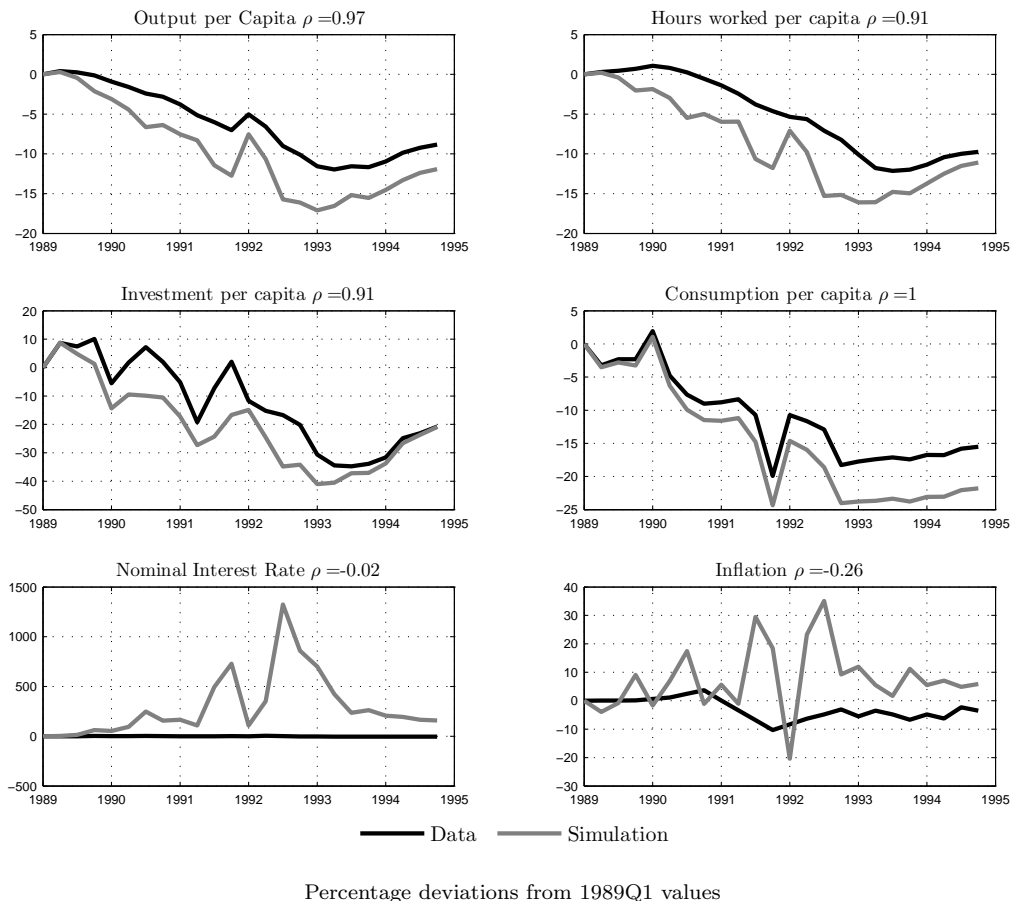 Output per Capita ρ =0.97
5
0
−5
−10
−15
−20
1989 1990 1991 1992 1993 1994 1995
Hours worked per capita ρ =0.91
5
0
−5
−10
−15
−20
1989 1990 1991 1992 1993 1994 1995
Investment per capita ρ =0.91
20
10
0
−10
−20
−30
−40
−50
1989 1990 1991 1992 1993 1994 1995
Consumption per capita ρ =1
5
0
−5
−10
−15
−20
−25
1989 1990 1991 1992 1993 1994 1995
Nominal Interest Rate ρ =-0.02
1500
1000
500
0
−500
1989 1990 1991 1992 1993 1994 1995
Inflation ρ =-0.26
40
30
20
10
0
−10
−20
−30
1989 1990 1991 1992 1993 1994 1995
Data Simulation
Percentage deviations from 1989Q1 values